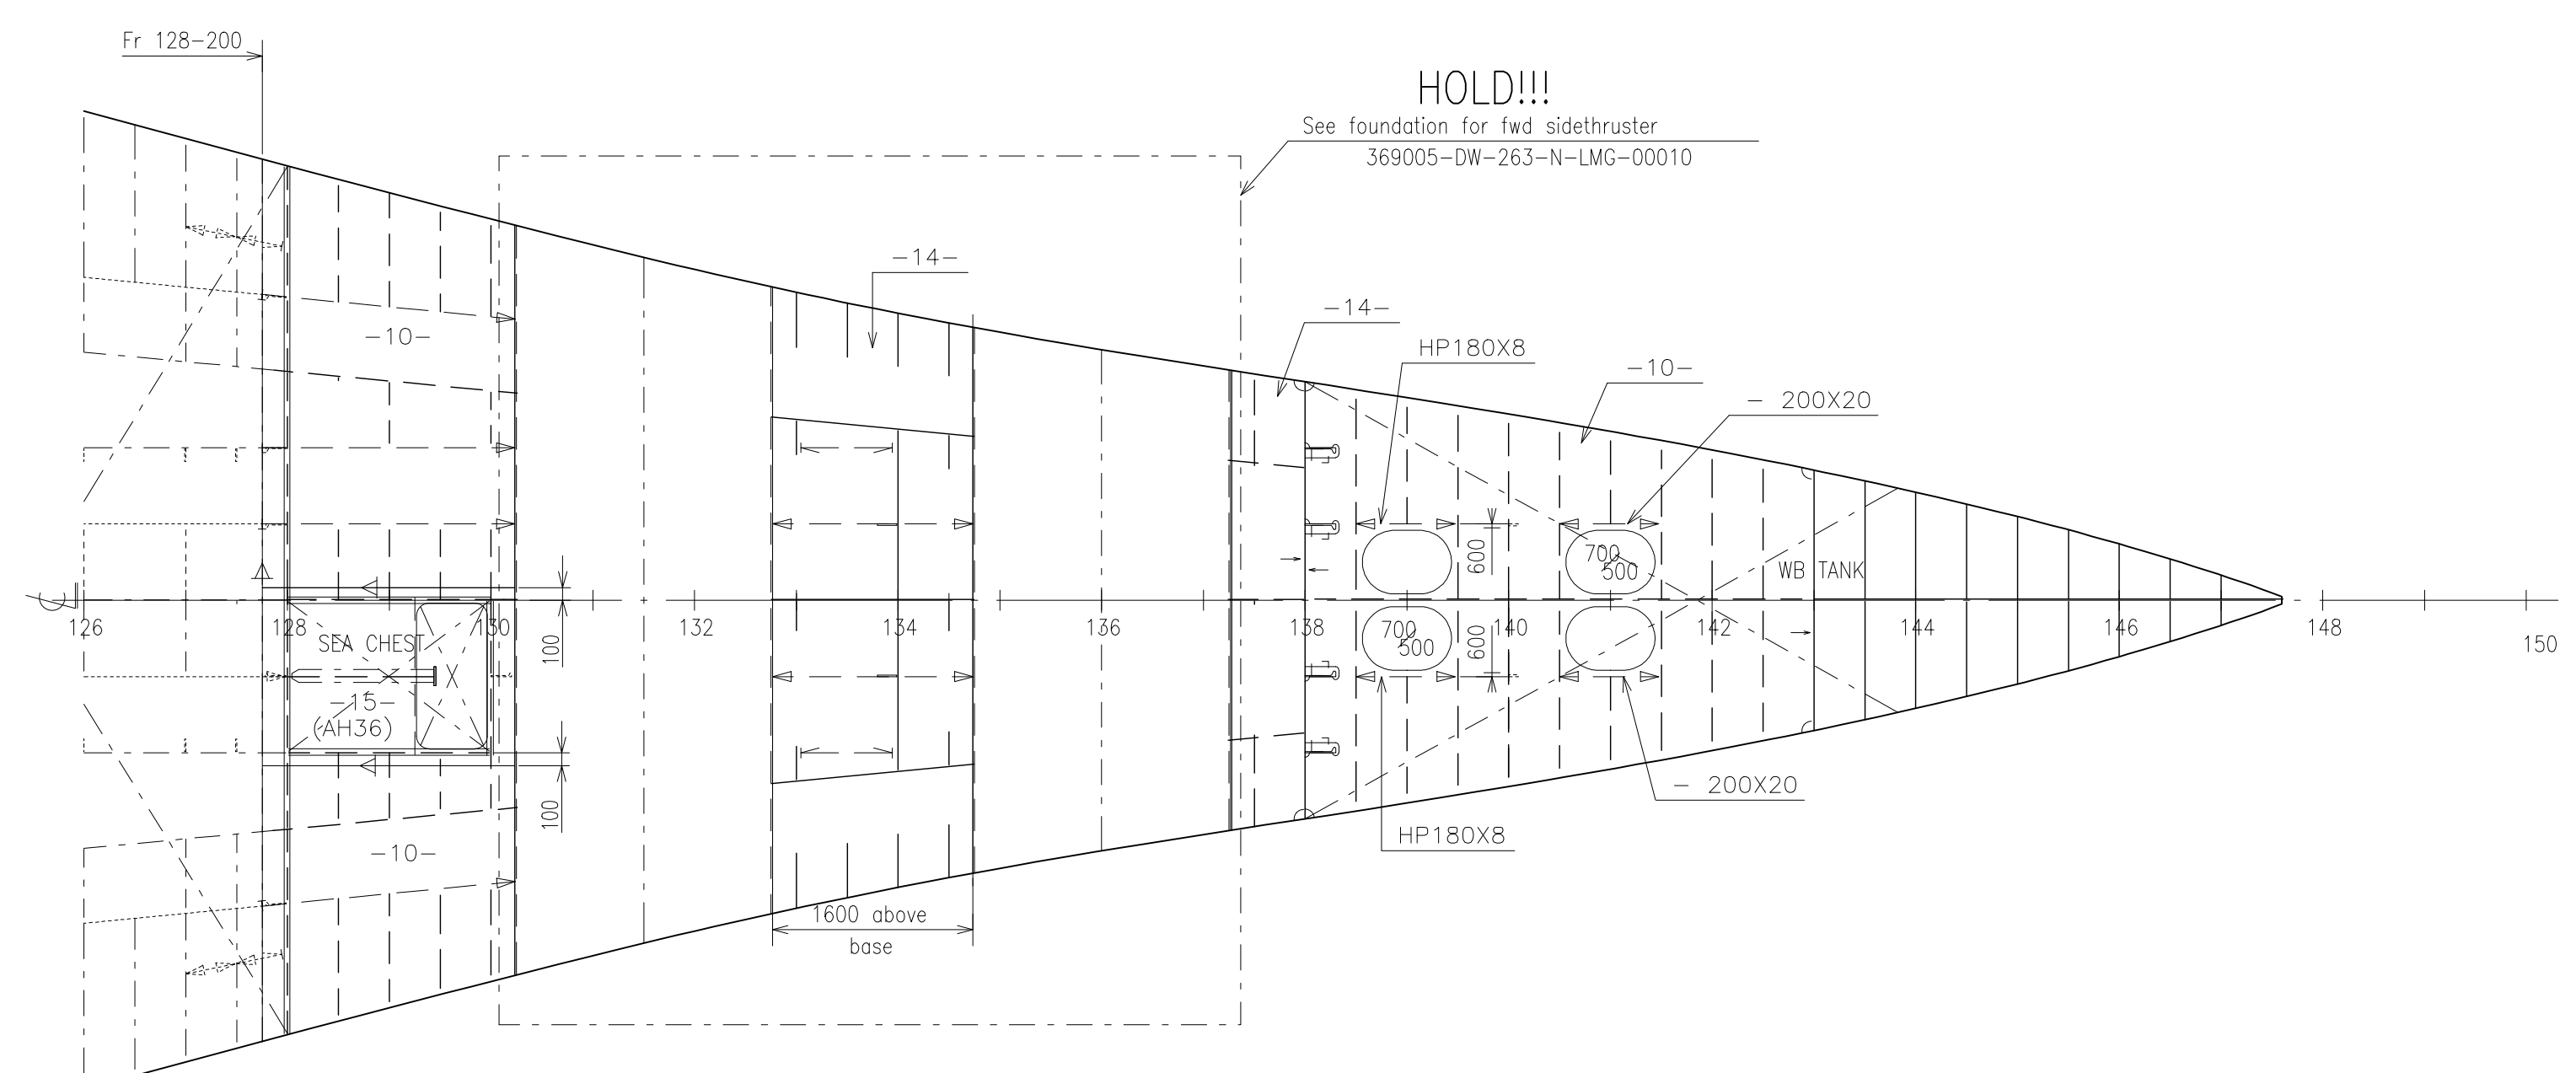 Fr 128-200
HOLD!!!
See foundation for fwd sidethruster
369005-DW-263-N-LMG-00010
-14-
-14-
-10-
HP180X8
-10-
- 200X20
700
500
600
WB TANK
126
128
130
132
134
136
138
140
142
144
146
148
150
SEA CHEST
100
700
500
600
-15-
(AH36)
- 200X20
100
HP180X8
-10-
1600 above
base